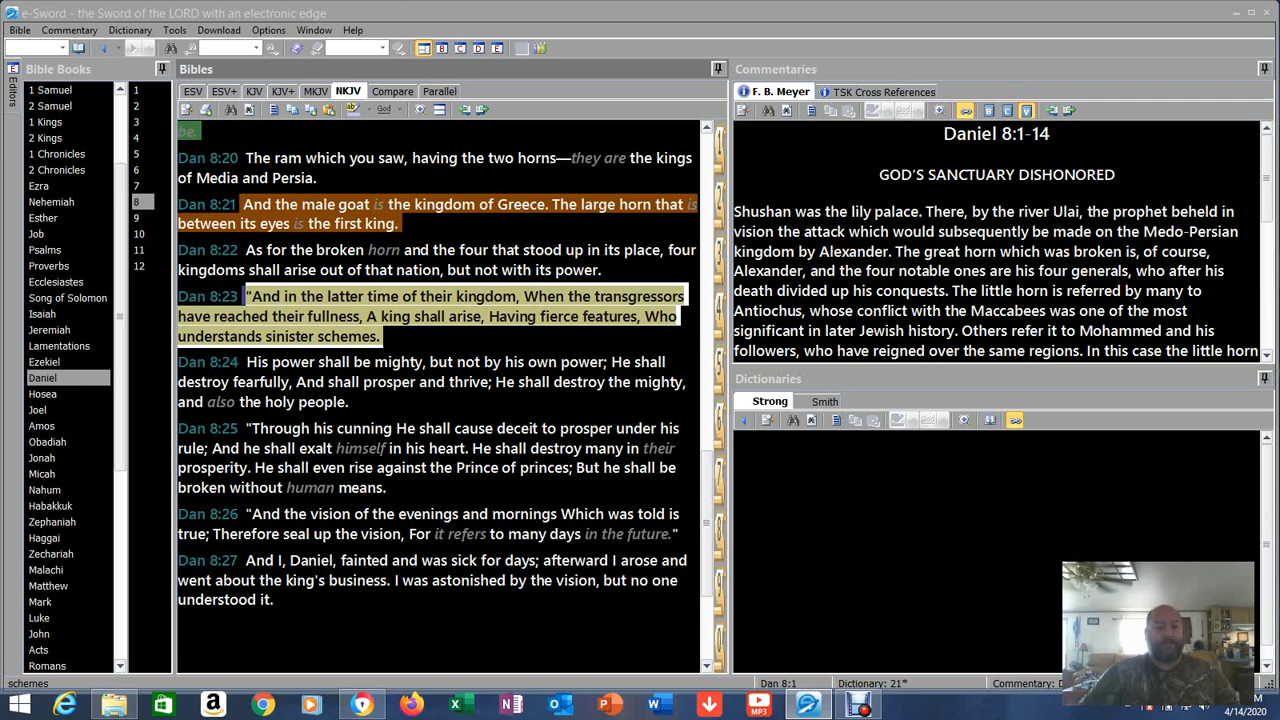 e-Sword - the Sword of the LORD with an electronic edge
Bible Commentary Dictionary Tools Download Options Window Help
B C D E
Editors
Bible Books
1 Samuel
2 Samuel
1 Kings
2 Kings
1 Chronicles
2 Chronicles
Ezra
Nehemiah
Esther
Job
Psalms
Proverbs
Ecclesiastes
Song of Solomon
Isaiah
Jeremiah
Lamentations
Ezekiel
Daniel
Hosea
Joel
Amos
Obadiah
Jonah
Micah
Nahum
Habakkuk
Zephaniah
Haggai
Zechariah
Malachi
Matthew
Mark
Luke
John
Acts
Romans
1
2
3
4
5
6
7
8
9
10
11
12
Bibles
ESV ESV+ KJV KJV+ MKJV NKJV Compare Parallel
be.
Dan 8:20 The ram which you saw, having the two horns—they are the kings
of Media and Persia.
Dan 8:21 And the male goat is the kingdom of Greece. The large horn that is
between its eyes is the first king.
Dan 8:22 As for the broken horn and the four that stood up in its place, four
kingdoms shall arise out of that nation, but not with its power.
Dan 8:23 "And in the latter time of their kingdom, When the transgressors
have reached their fullness, A king shall arise, Having fierce features, Who
understands sinister schemes.
Dan 8:24 His power shall be mighty, but not by his own power; He shall
destroy fearfully, And shall prosper and thrive; He shall destroy the mighty,
and also the holy people.
Dan 8:25 "Through his cunning He shall cause deceit to prosper under his
rule; And he shall exalt himself in his heart. He shall destroy many in their
prosperity. He shall even rise against the Prince of princes; But he shall be
broken without human means.
Dan 8:26 "And the vision of the evenings and mornings Which was told is
true; Therefore seal up the vision, For it refers to many days in the future."
Dan 8:27 And I, Daniel, fainted and was sick for days; afterward I arose and
went about the king's business. I was astonished by the vision, but no one
understood it.
Commentaries
F. B. Meyer TSK Cross References
B C V
Daniel 8:1-14
GOD'S SANCTUARY DISHONORED
Shushan was the lily palace. There, by the river Ulai, the prophet beheld in
vision the attack which would subsequently be made on the Medo-Persian
kingdom by Alexander. The great horn which was broken is, of course,
Alexander, and the four notable ones are his four generals, who after his
death divided up his conquests. The little horn is referred by many to
Antiochus, whose conflict with the Maccabees was one of the most
significant in later Jewish history. Others refer it to Mohammed and his
followers, who have reigned over the same regions. In this case the little horn
Dictionaries
Strong Smith
schemes
Dan 8:1 Dictionary: 21* Commentary:
MP3
4/14/2020